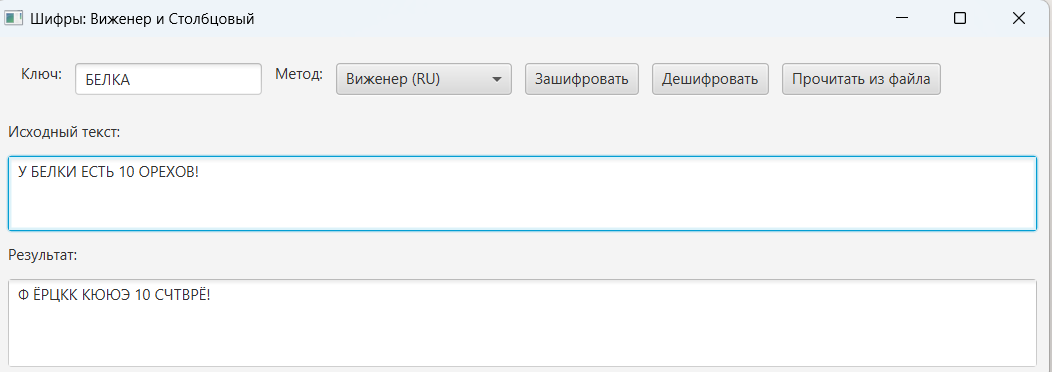 Шифры: Виженер и Столбцовый
Ключ: БЕЛКА Метод: Виженер (RU) Зашифровать Дешифровать Прочитать из файла
Исходный текст:
У БЕЛКИ ЕСТЬ 10 ОРЕХОВ!
Результат:
Ф ЁРЦКК КЮЮЭ 10 СЧТВРЁ!